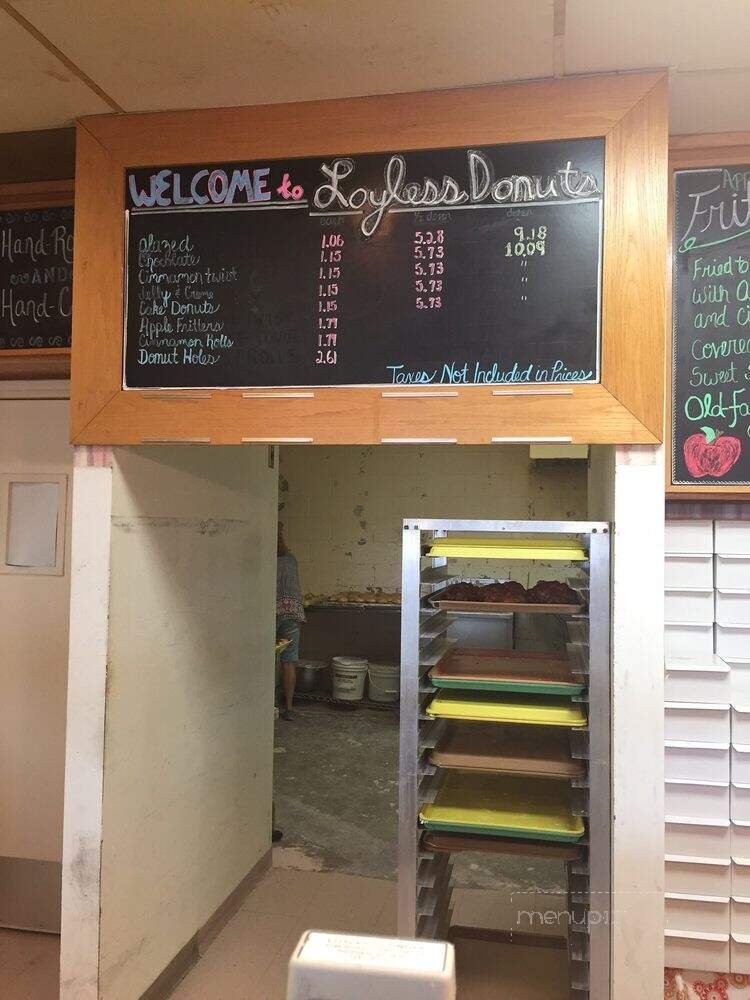 WELCOME to Loyless Donuts
each ½ dozen dozen
Glazed 1.06 5.28 9.18
Chocolate 1.15 5.73 10.09
Cinnamon twist 1.15 5.73 "
Jelly & Creme 1.15 5.73 "
Cake Donuts 1.15 5.73 "
Apple Fritters 1.79
Cinnamon Rolls 1.79
Donut Holes 2.61
Taxes Not Included in Prices
Hand-Ro
AND
Hand-C
App
Fri
Fried to
With A
and Ci
Covere
Sweet
Old-Fa
menupix